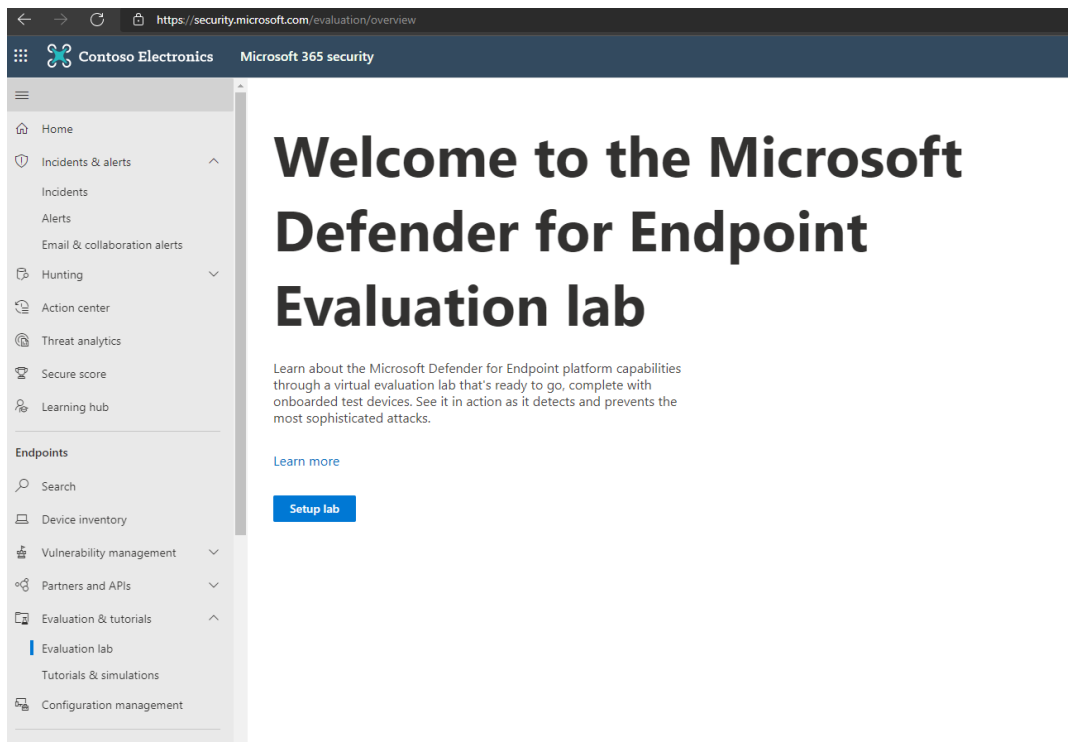 https://security.microsoft.com/evaluation/overview
Contoso Electronics Microsoft 365 security
Home
Incidents & alerts
Incidents
Alerts
Email & collaboration alerts
Hunting
Action center
Threat analytics
Secure score
Learning hub
Endpoints
Search
Device inventory
Vulnerability management
Partners and APIs
Evaluation & tutorials
Evaluation lab
Tutorials & simulations
Configuration management
Welcome to the Microsoft
Defender for Endpoint
Evaluation lab
Learn about the Microsoft Defender for Endpoint platform capabilities
through a virtual evaluation lab that's ready to go, complete with
onboarded test devices. See it in action as it detects and prevents the
most sophisticated attacks.
Learn more
Setup lab